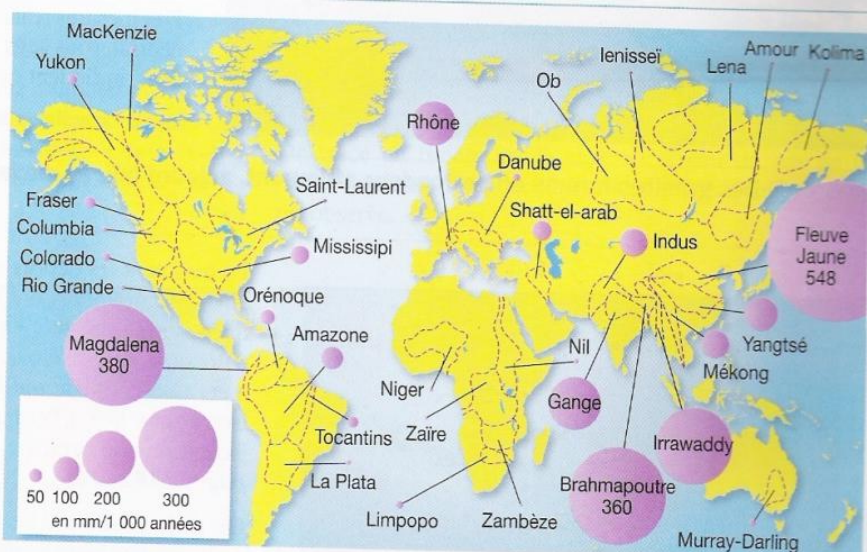 MacKenzie
Yukon
Fraser
Columbia
Colorado
Rio Grande
Saint-Laurent
Mississipi
Orénoque
Magdalena
380
Amazone
Tocantins
La Plata
Rhône
Danube
Shatt-el-arab
Ob
Ienisseï
Lena
Amour
Kolima
Indus
Fleuve
Jaune
548
Yangtsé
Mékong
Nil
Niger
Zaïre
Gange
Irrawaddy
Brahmapoutre
360
Limpopo
Zambèze
Murray-Darling
50 100 200 300
en mm/1 000 années